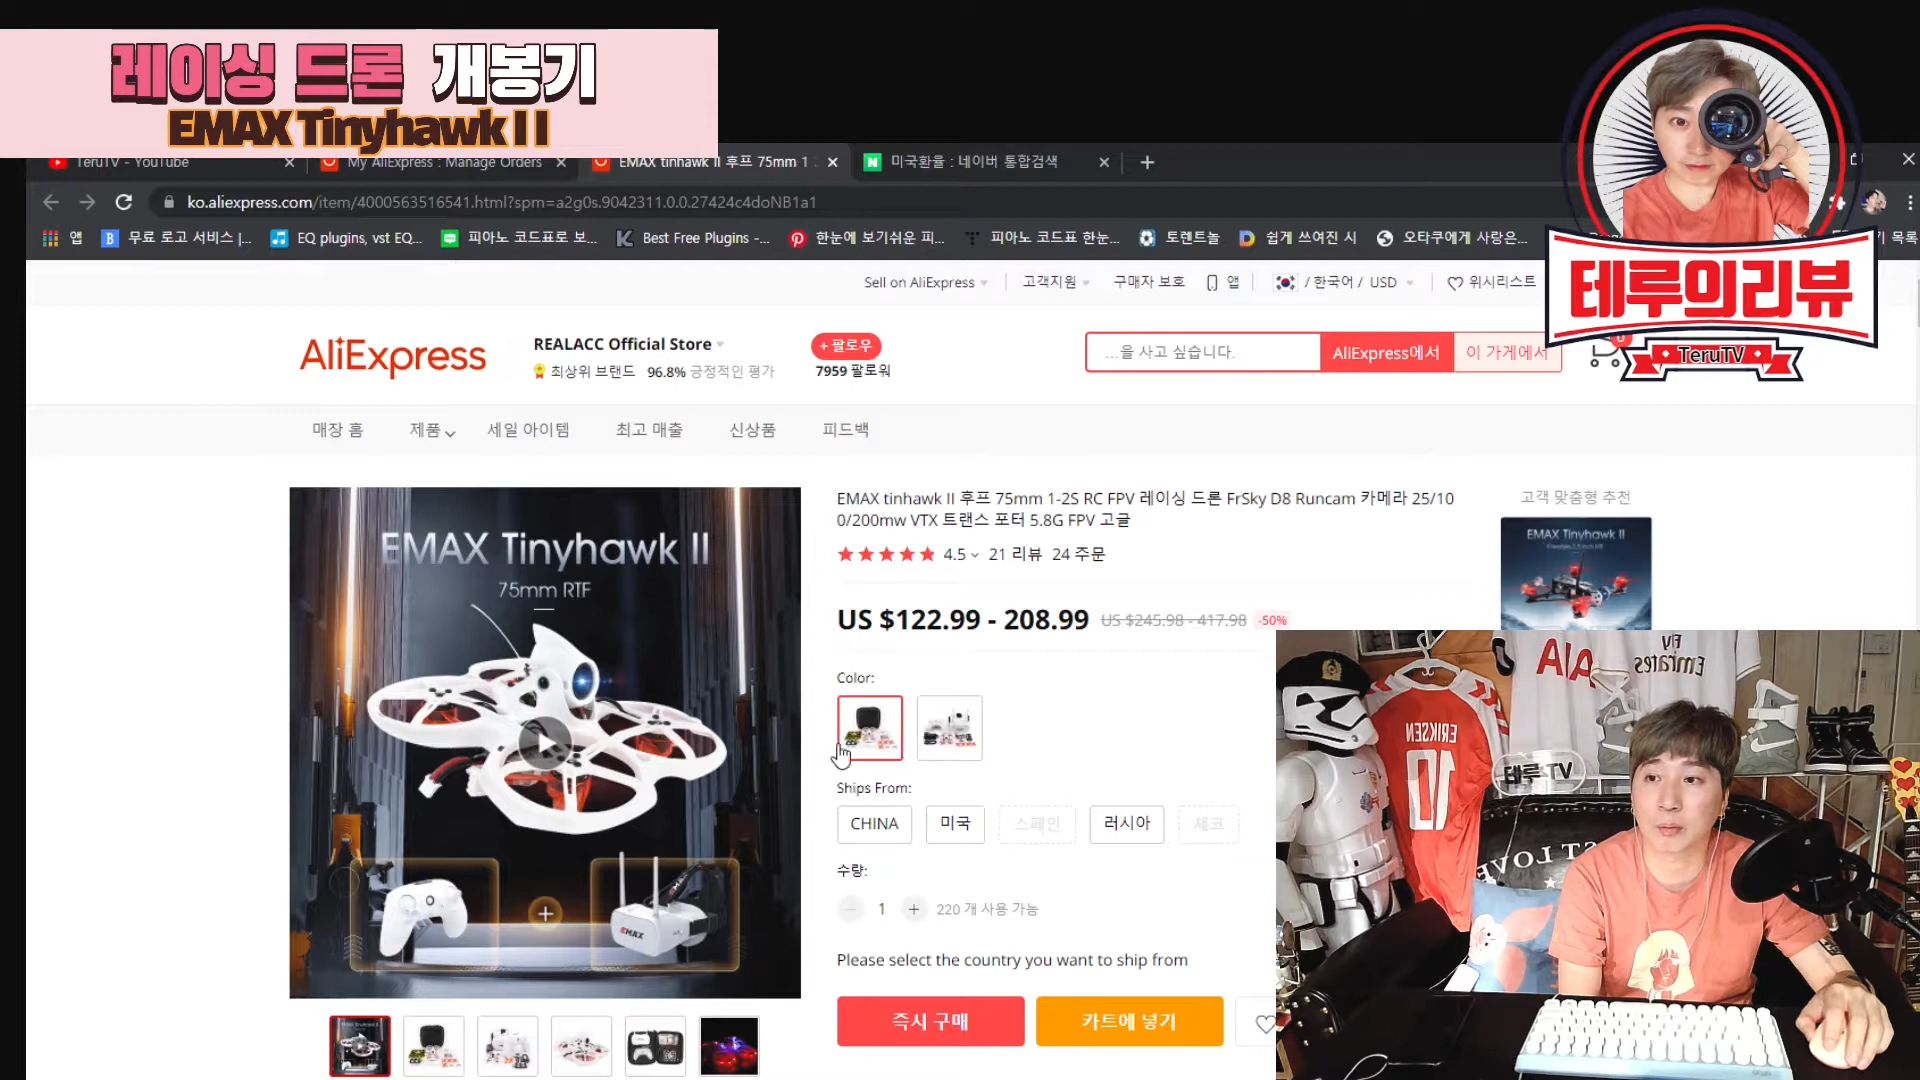 레이싱 드론 개봉기
EMAX Tinyhawk II
TeruTV - YouTube
My AliExpress : Manage Orders
EMAX tinhawk II 후프 75mm 1
미국환율 : 네이버 통합검색
ko.aliexpress.com/item/4000563516541.html?spm=a2g0s.9042311.0.0.27424c4doNB1a1
앱
무료 로고 서비스 |...
EQ plugins, vst EQ...
피아노 코드표로 보...
Best Free Plugins -...
한눈에 보기쉬운 피...
피아노 코드표 한눈...
토렌트놀
쉽게 쓰여진 시
오타쿠에게 사랑은...
목록
테루의리뷰
TeruTV
Sell on AliExpress
고객지원
구매자 보호
앱
/ 한국어 / USD
위시리스트
AliExpress
REALACC Official Store
최상위 브랜드 96.8% 긍정적인 평가
+ 팔로우
7959 팔로워
...을 사고 싶습니다.
AliExpress에서
이 가게에서
0
매장 홈
제품
세일 아이템
최고 매출
신상품
피드백
EMAX Tinyhawk II
75mm RTF
EMAX
EMAX tinhawk II 후프 75mm 1-2S RC FPV 레이싱 드론 FrSky D8 Runcam 카메라 25/10
0/200mw VTX 트랜스 포터 5.8G FPV 고글
4.5
21 리뷰
24 주문
US $122.99 - 208.99
US $245.98 - 417.98
-50%
고객 맞춤형 추천
EMAX Tinyhawk II
Color:
Ships From:
CHINA
미국
스페인
러시아
체코
수량:
1
220 개 사용 가능
Please select the country you want to ship from
즉시 구매
카트에 넣기
Fly
Emirates
ERIKSEN
10
테루TV
JUST LOVE